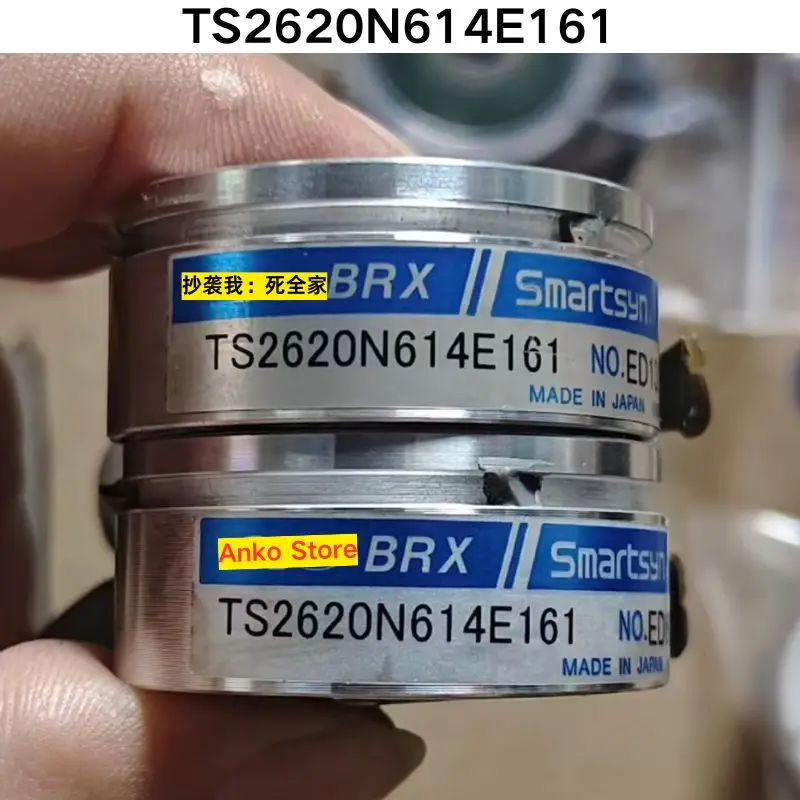 TS2620N614E161
抄袭我：死全家 BRX // Smartsyn
TS2620N614E161 NO.ED1
MADE IN JAPAN
Anko Store BRX // Smartsyn
TS2620N614E161 NO.ED
MADE IN JAPAN